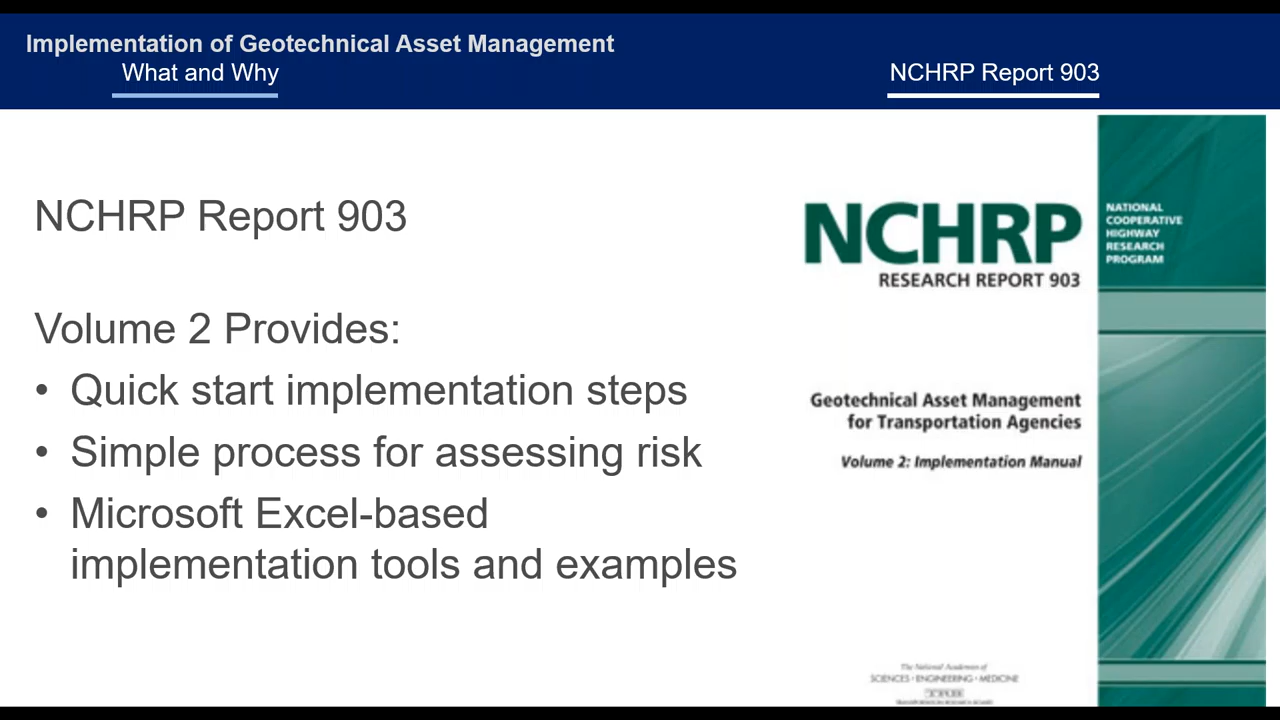 Implementation of Geotechnical Asset Management
What and Why
NCHRP Report 903
NCHRP Report 903
Volume 2 Provides:
• Quick start implementation steps
• Simple process for assessing risk
• Microsoft Excel-based
implementation tools and examples
NCHRP
RESEARCH REPORT 903
NATIONAL
COOPERATIVE
HIGHWAY
RESEARCH
PROGRAM
Geotechnical Asset Management
for Transportation Agencies
Volume 2: Implementation Manual
The National Academies of
SCIENCES • ENGINEERING • MEDICINE